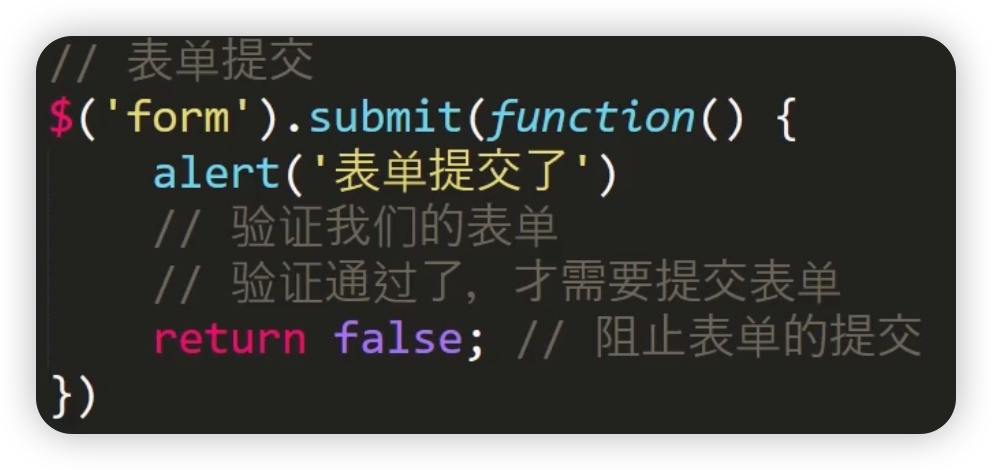 // 表单提交
$('form').submit(function() {
    alert('表单提交了')
    // 验证我们的表单
    // 验证通过了，才需要提交表单
    return false; // 阻止表单的提交
})